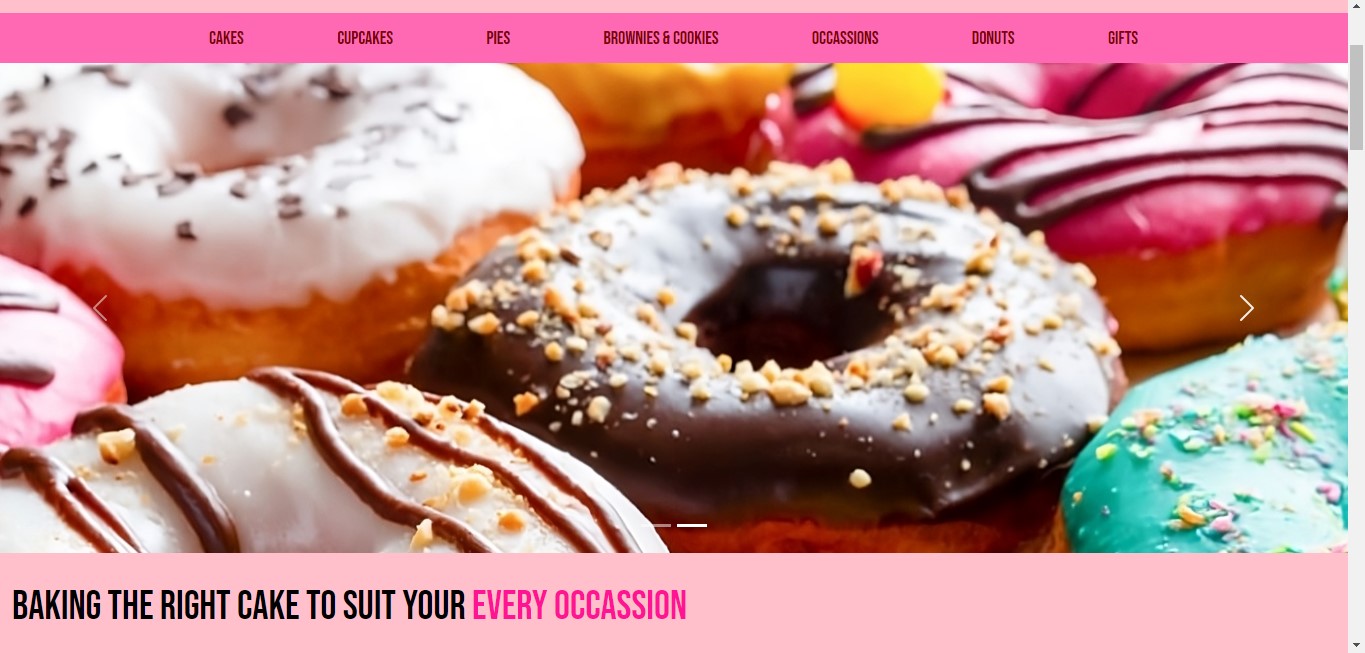 CAKES CUPCAKES PIES BROWNIES & COOKIES OCCASSIONS DONUTS GIFTS
BAKING THE RIGHT CAKE TO SUIT YOUR EVERY OCCASSION